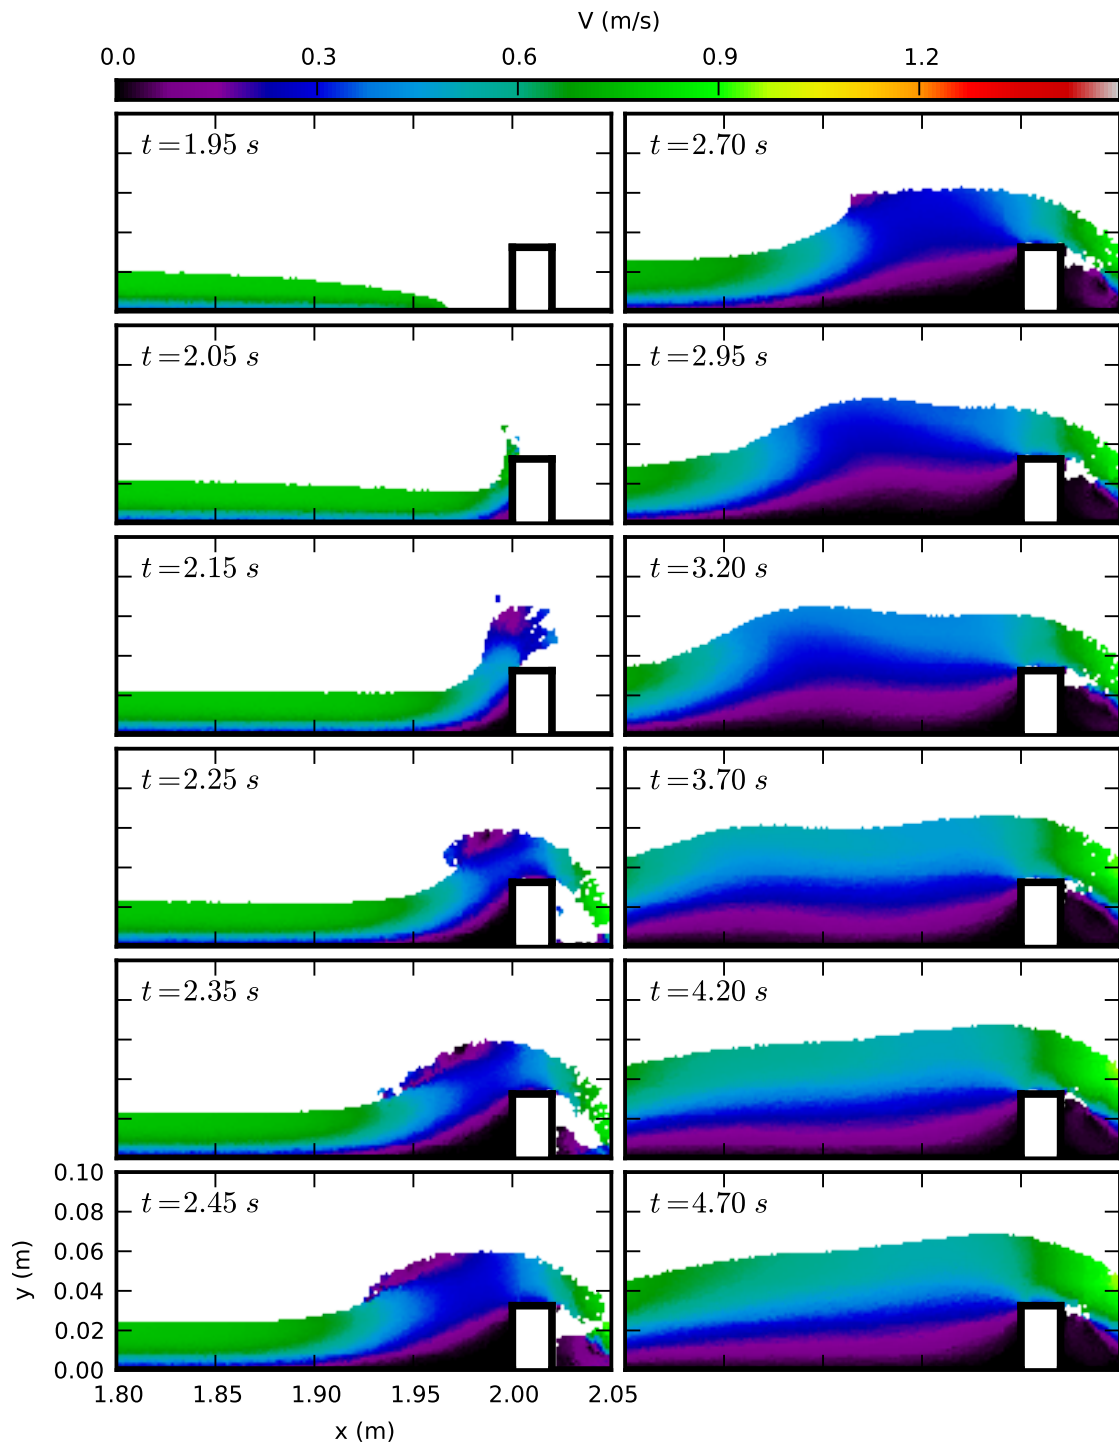 V (m/s)
0.0 0.3 0.6 0.9 1.2
t=1.95 s
t=2.70 s
t=2.05 s
t=2.95 s
t=2.15 s
t=3.20 s
t=2.25 s
t=3.70 s
t=2.35 s
t=4.20 s
t=2.45 s
t=4.70 s
0.10
0.08
0.06
0.04
0.02
0.00
y (m)
1.80 1.85 1.90 1.95 2.00 2.05
x (m)